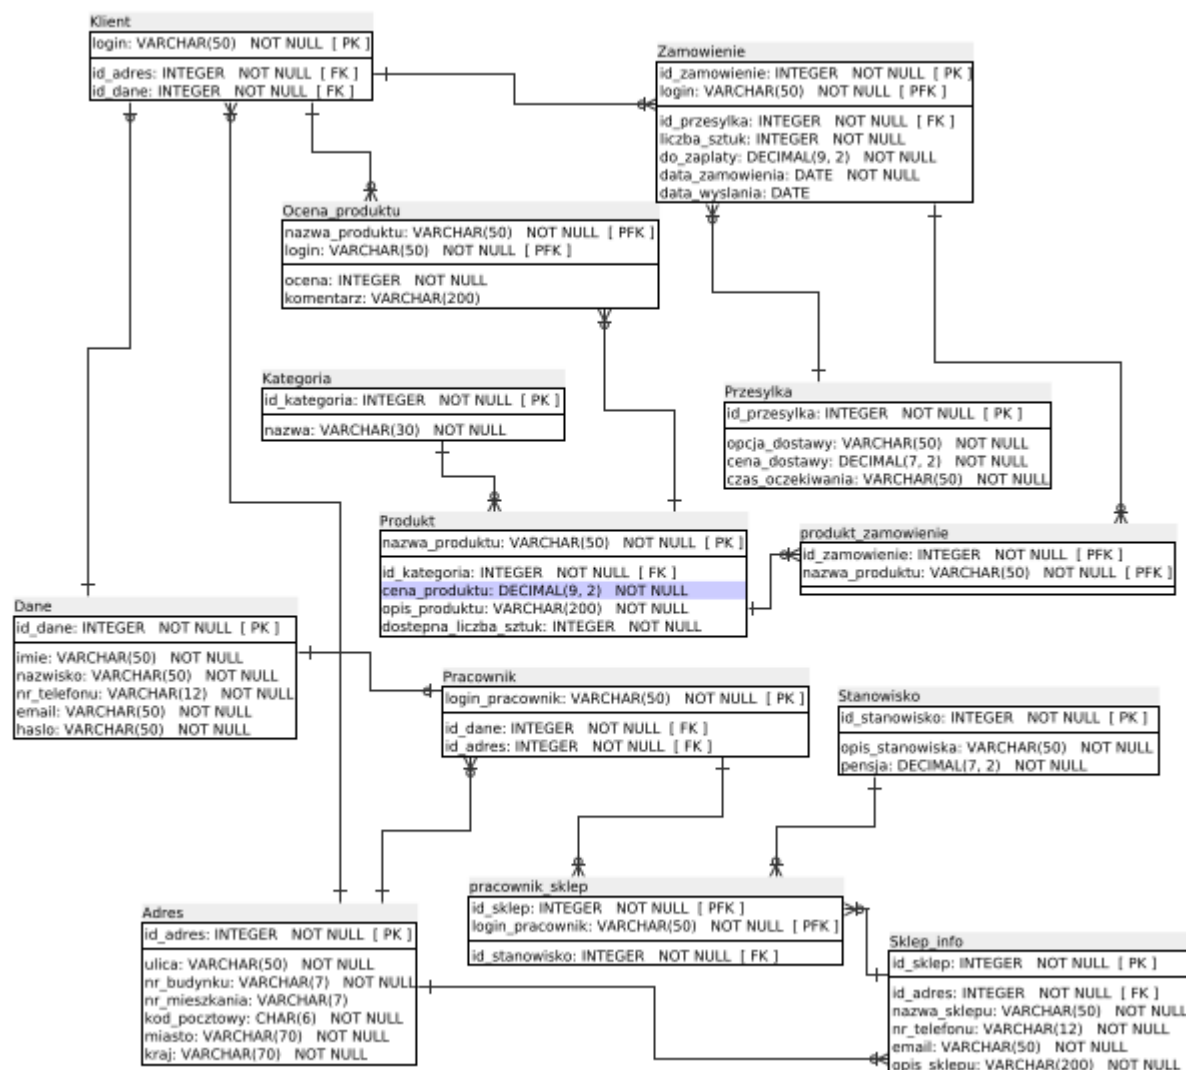 Klient
login: VARCHAR(50) NOT NULL [ PK ]
id_adres: INTEGER NOT NULL [ FK ]
id_dane: INTEGER NOT NULL [ FK ]
Zamowienie
id_zamowienie: INTEGER NOT NULL [ PK ]
login: VARCHAR(50) NOT NULL [ PFK ]
id_przesylka: INTEGER NOT NULL [ FK ]
liczba_sztuk: INTEGER NOT NULL
do_zaplaty: DECIMAL(9, 2) NOT NULL
data_zamowienia: DATE NOT NULL
data_wyslania: DATE
Ocena_produktu
nazwa_produktu: VARCHAR(50) NOT NULL [ PFK ]
login: VARCHAR(50) NOT NULL [ PFK ]
ocena: INTEGER NOT NULL
komentarz: VARCHAR(200)
Kategoria
id_kategoria: INTEGER NOT NULL [ PK ]
nazwa: VARCHAR(30) NOT NULL
Przesylka
id_przesylka: INTEGER NOT NULL [ PK ]
opcja_dostawy: VARCHAR(50) NOT NULL
cena_dostawy: DECIMAL(7, 2) NOT NULL
czas_oczekiwania: VARCHAR(50) NOT NULL
Produkt
nazwa_produktu: VARCHAR(50) NOT NULL [ PK ]
id_kategoria: INTEGER NOT NULL [ FK ]
cena_produktu: DECIMAL(9, 2) NOT NULL
opis_produktu: VARCHAR(200) NOT NULL
dostepna_liczba_sztuk: INTEGER NOT NULL
produkt_zamowienie
id_zamowienie: INTEGER NOT NULL [ PFK ]
nazwa_produktu: VARCHAR(50) NOT NULL [ PFK ]
Dane
id_dane: INTEGER NOT NULL [ PK ]
imie: VARCHAR(50) NOT NULL
nazwisko: VARCHAR(50) NOT NULL
nr_telefonu: VARCHAR(12) NOT NULL
email: VARCHAR(50) NOT NULL
haslo: VARCHAR(50) NOT NULL
Pracownik
login_pracownik: VARCHAR(50) NOT NULL [ PK ]
id_dane: INTEGER NOT NULL [ FK ]
id_adres: INTEGER NOT NULL [ FK ]
Stanowisko
id_stanowisko: INTEGER NOT NULL [ PK ]
opis_stanowiska: VARCHAR(50) NOT NULL
pensja: DECIMAL(7, 2) NOT NULL
pracownik_sklep
id_sklep: INTEGER NOT NULL [ PFK ]
login_pracownik: VARCHAR(50) NOT NULL [ PFK ]
id_stanowisko: INTEGER NOT NULL [ FK ]
Adres
id_adres: INTEGER NOT NULL [ PK ]
ulica: VARCHAR(50) NOT NULL
nr_budynku: VARCHAR(7) NOT NULL
nr_mieszkania: VARCHAR(7)
kod_pocztowy: CHAR(6) NOT NULL
miasto: VARCHAR(70) NOT NULL
kraj: VARCHAR(70) NOT NULL
Sklep_info
id_sklep: INTEGER NOT NULL [ PK ]
id_adres: INTEGER NOT NULL [ FK ]
nazwa_sklepu: VARCHAR(50) NOT NULL
nr_telefonu: VARCHAR(12) NOT NULL
email: VARCHAR(50) NOT NULL
opis_sklepu: VARCHAR(200) NOT NULL